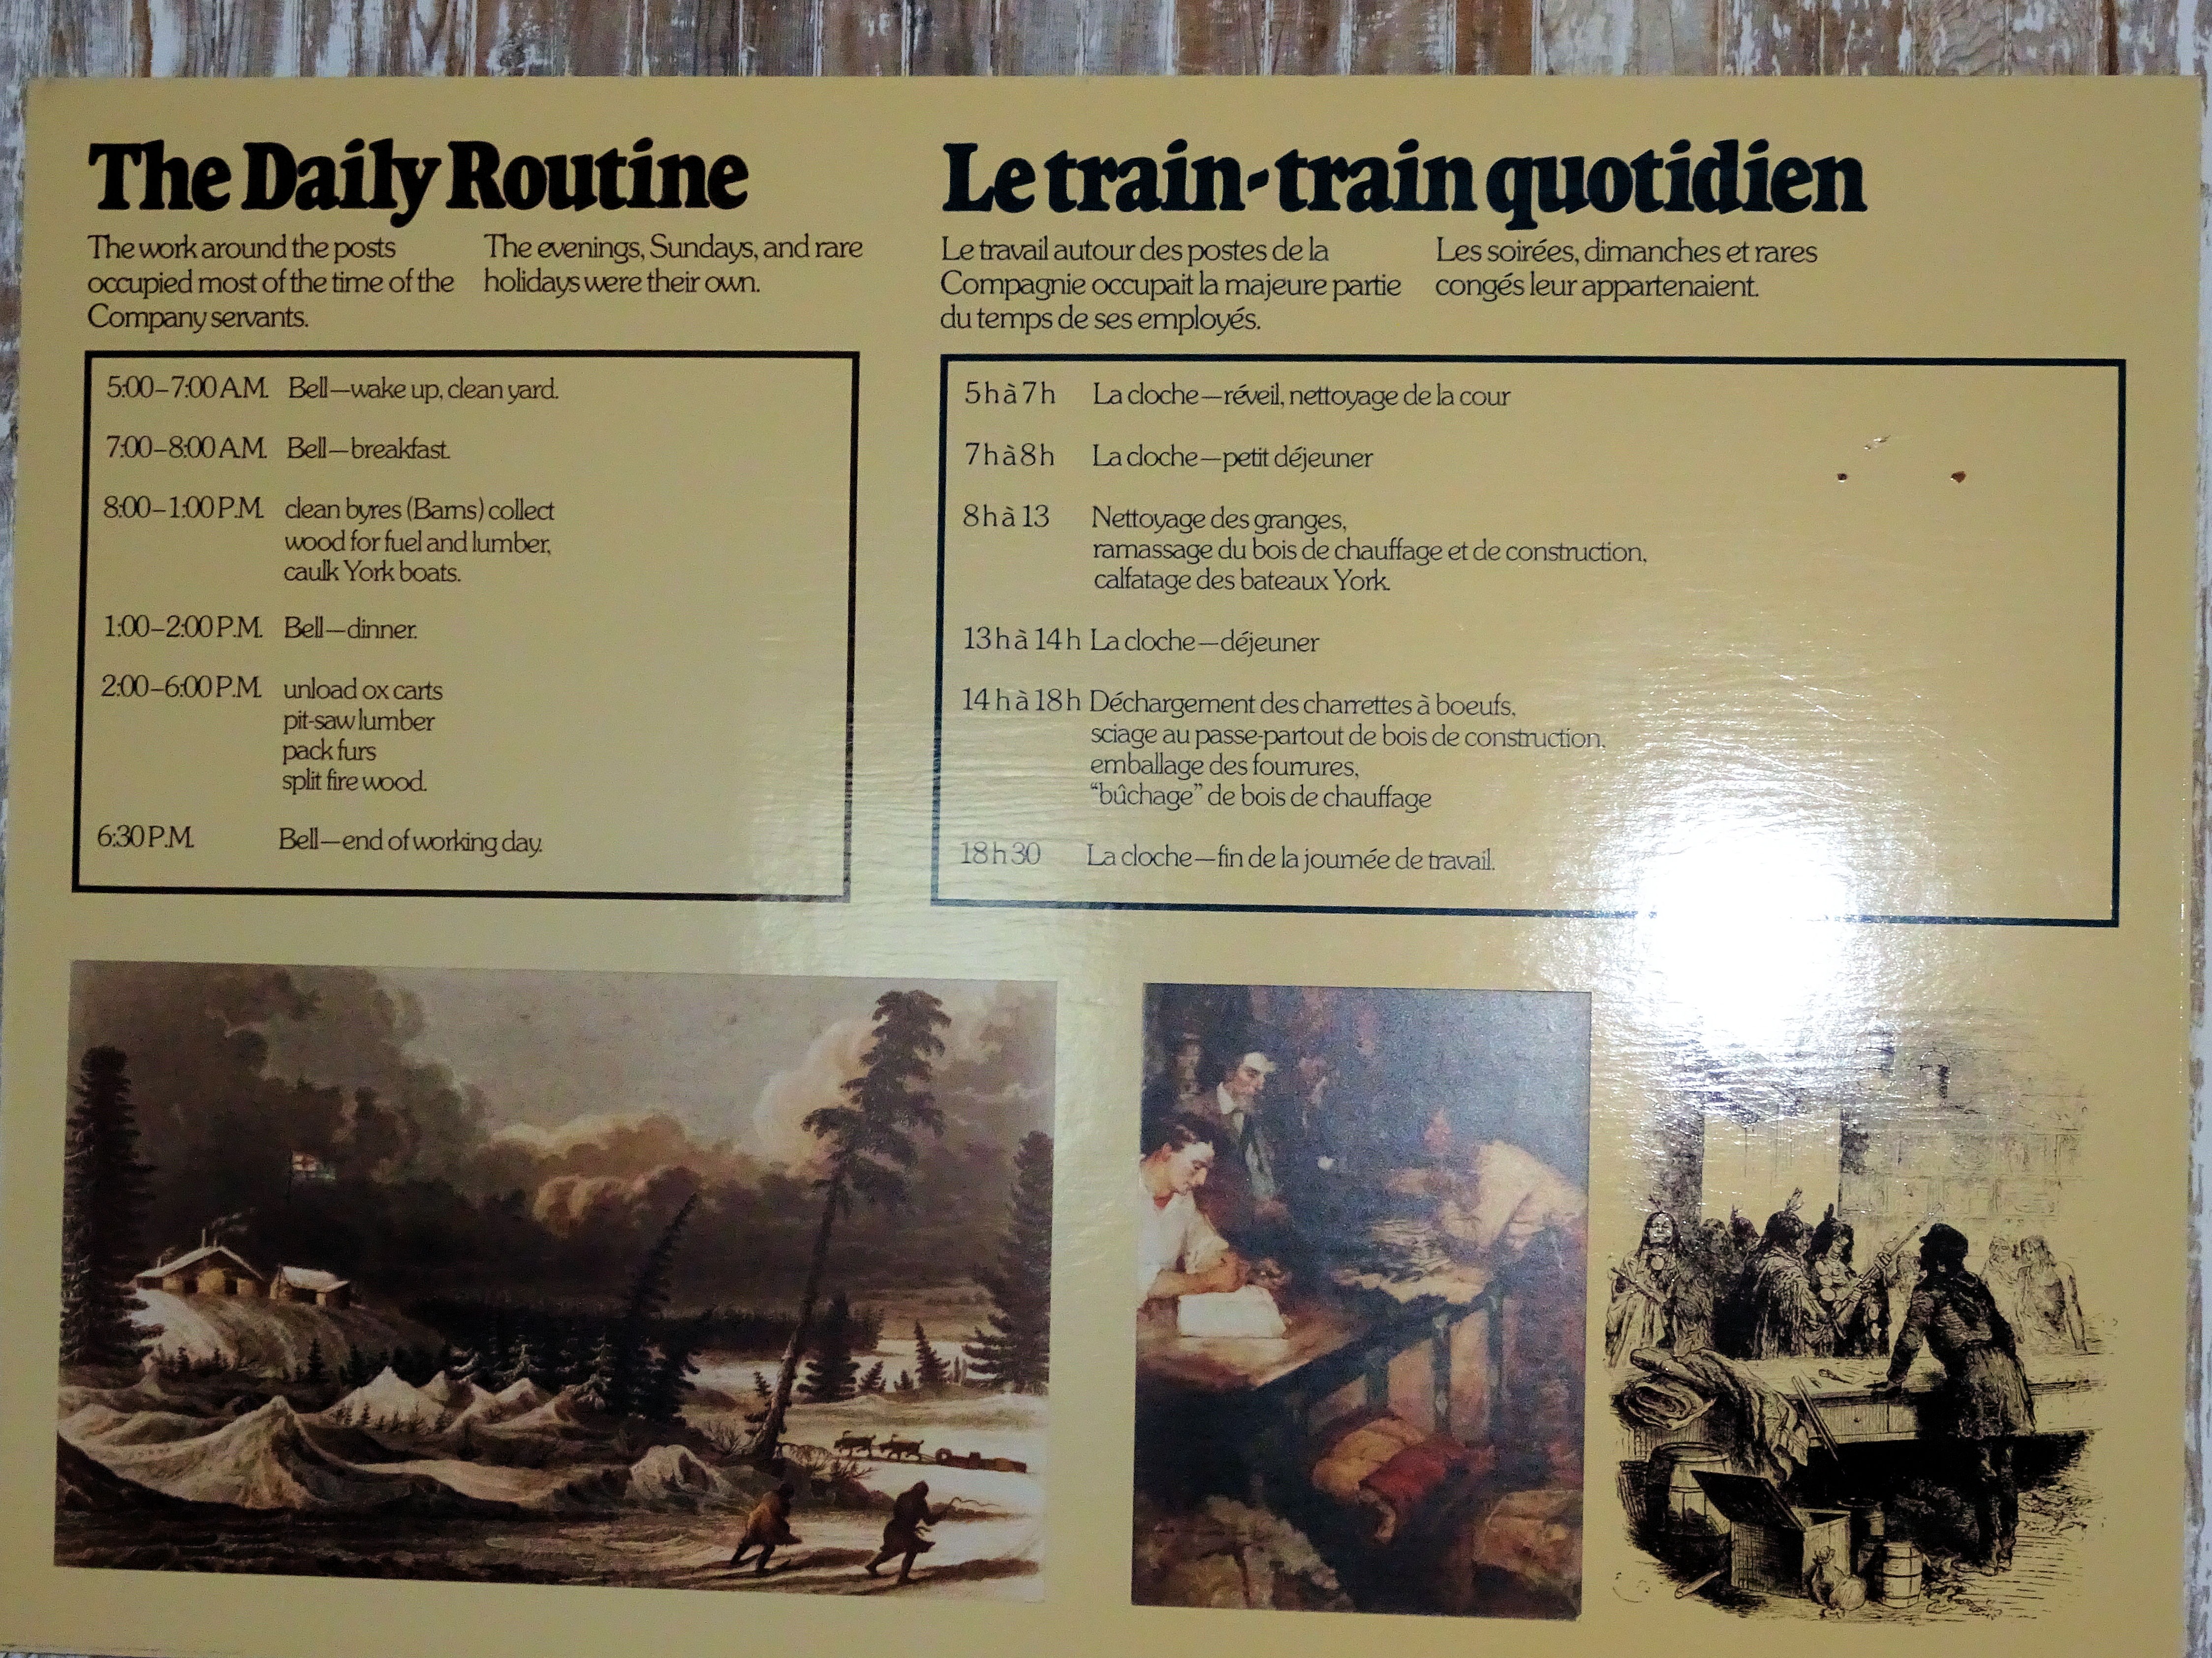 The Daily Routine
The work around the posts
occupied most of the time of the
Company servants.
The evenings, Sundays, and rare
holidays were their own.
5:00–7:00 A.M. Bell—wake up, clean yard.
7:00–8:00 A.M. Bell—breakfast.
8:00–1:00 P.M. clean byres (Barns) collect
wood for fuel and lumber,
caulk York boats.
1:00–2:00 P.M. Bell—dinner.
2:00–6:00 P.M. unload ox carts
pit-saw lumber
pack furs
split fire wood.
6:30 P.M. Bell—end of working day.
Le train-train quotidien
Le travail autour des postes de la
Compagnie occupait la majeure partie
du temps de ses employés.
Les soirées, dimanches et rares
congés leur appartenaient.
5 h à 7 h La cloche—réveil, nettoyage de la cour
7 h à 8 h La cloche—petit déjeuner
8 h à 13 Nettoyage des granges,
ramassage du bois de chauffage et de construction,
calfatage des bateaux York.
13 h à 14 h La cloche—déjeuner
14 h à 18 h Déchargement des charrettes à boeufs,
sciage au passe-partout de bois de construction,
emballage des fourrures,
“bûchage” de bois de chauffage
18 h 30 La cloche—fin de la journée de travail.